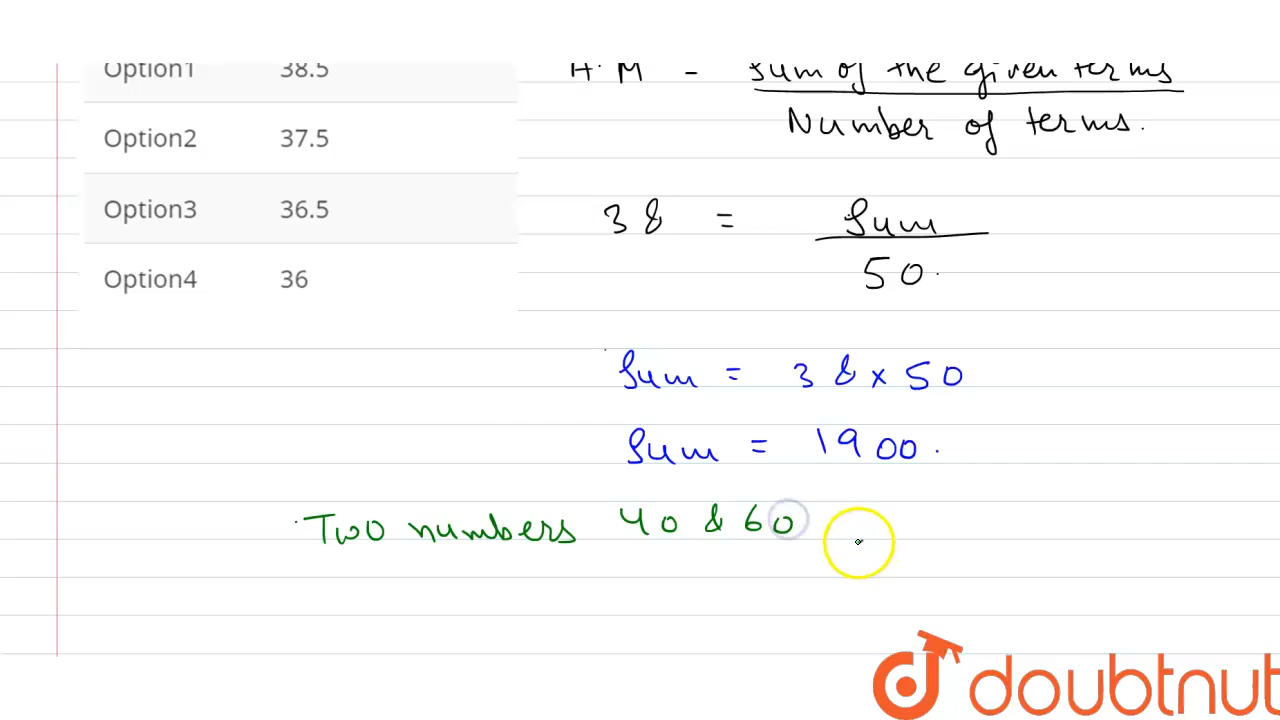 Option1 38.5
Option2 37.5
Option3 36.5
Option4 36
A.M - Sum of the given terms
Number of terms.
38 = Sum
50.
Sum = 38 x 50
Sum = 1900.
Two numbers 40 & 60
doubtnut